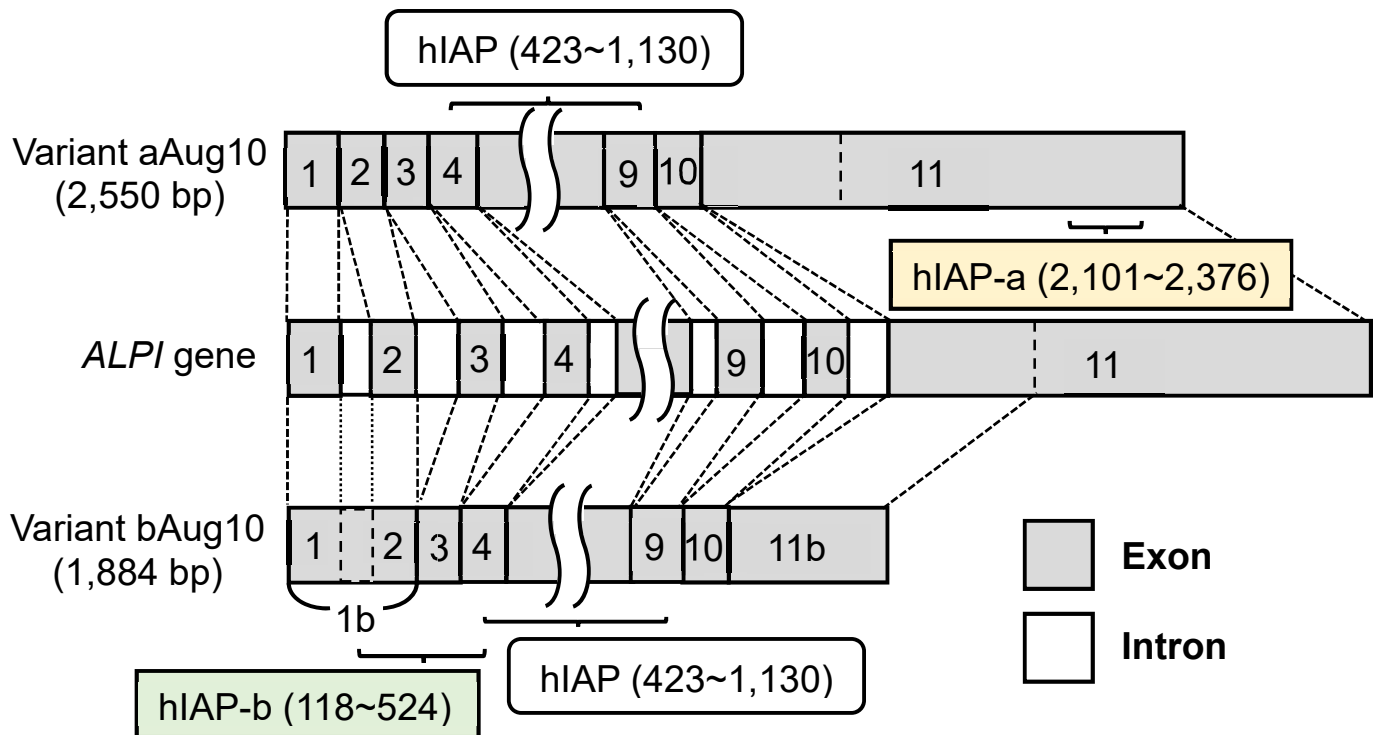 hIAP (423~1,130)
Variant aAug10
(2,550 bp)
1 2 3 4 9 10 11
hIAP-a (2,101~2,376)
ALPI gene
1 2 3 4 9 10 11
Variant bAug10
(1,884 bp)
1 2 3 4 9 10 11b
1b
Exon
Intron
hIAP (423~1,130)
hIAP-b (118~524)